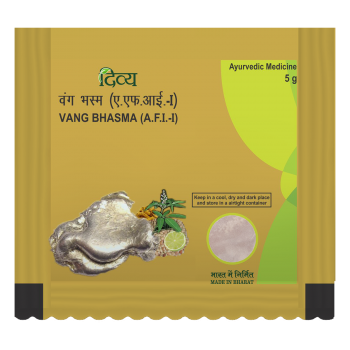 दिव्य
Ayurvedic Medicine
5 g
वंग भस्म (ए.एफ.आई.-I)
VANG BHASMA (A.F.I.-I)
Keep in a cool, dry and dark place
and store in a airtight container
भारत में निर्मित
MADE IN BHARAT